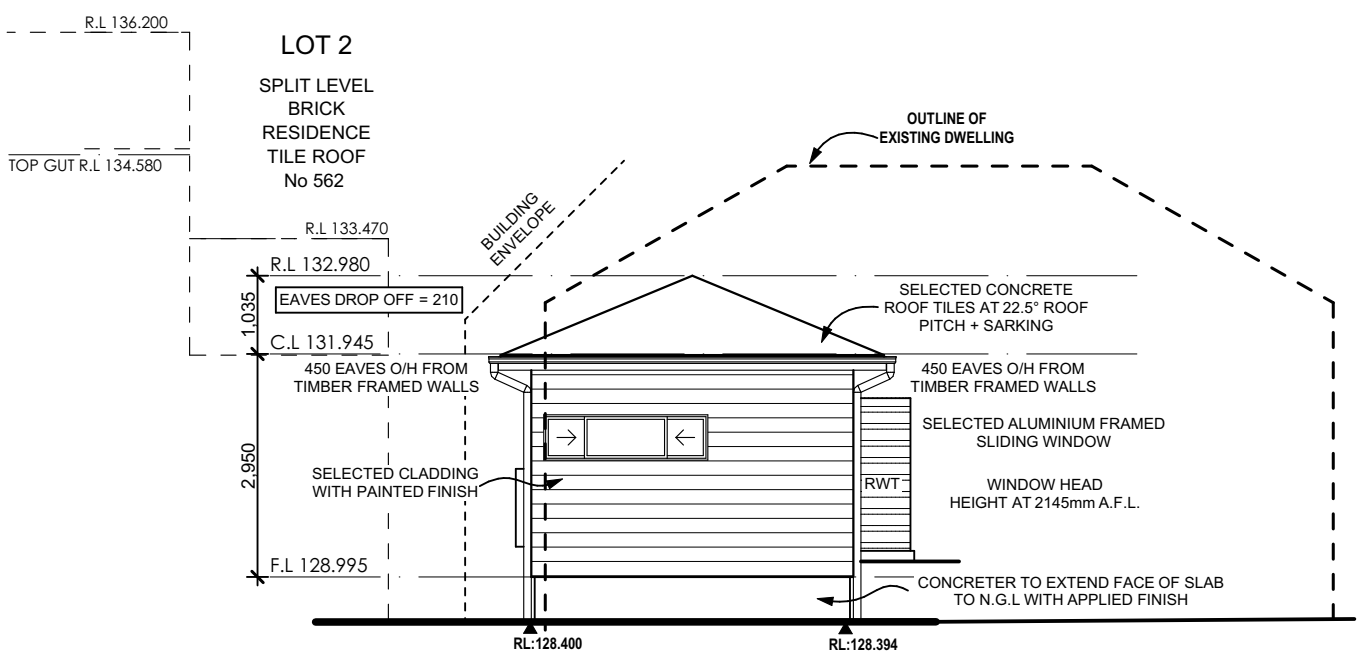 R.L 136.200
LOT 2
SPLIT LEVEL
BRICK
RESIDENCE
TILE ROOF
No 562
TOP GUT R.L 134.580
OUTLINE OF
EXISTING DWELLING
BUILDING
ENVELOPE
R.L 133.470
R.L 132.980
EAVES DROP OFF = 210
1,035
C.L 131.945
SELECTED CONCRETE
ROOF TILES AT 22.5° ROOF
PITCH + SARKING
450 EAVES O/H FROM
TIMBER FRAMED WALLS
450 EAVES O/H FROM
TIMBER FRAMED WALLS
SELECTED ALUMINIUM FRAMED
SLIDING WINDOW
2,950
SELECTED CLADDING
WITH PAINTED FINISH
RWT
WINDOW HEAD
HEIGHT AT 2145mm A.F.L.
F.L 128.995
CONCRETER TO EXTEND FACE OF SLAB
TO N.G.L WITH APPLIED FINISH
RL:128.400
RL:128.394